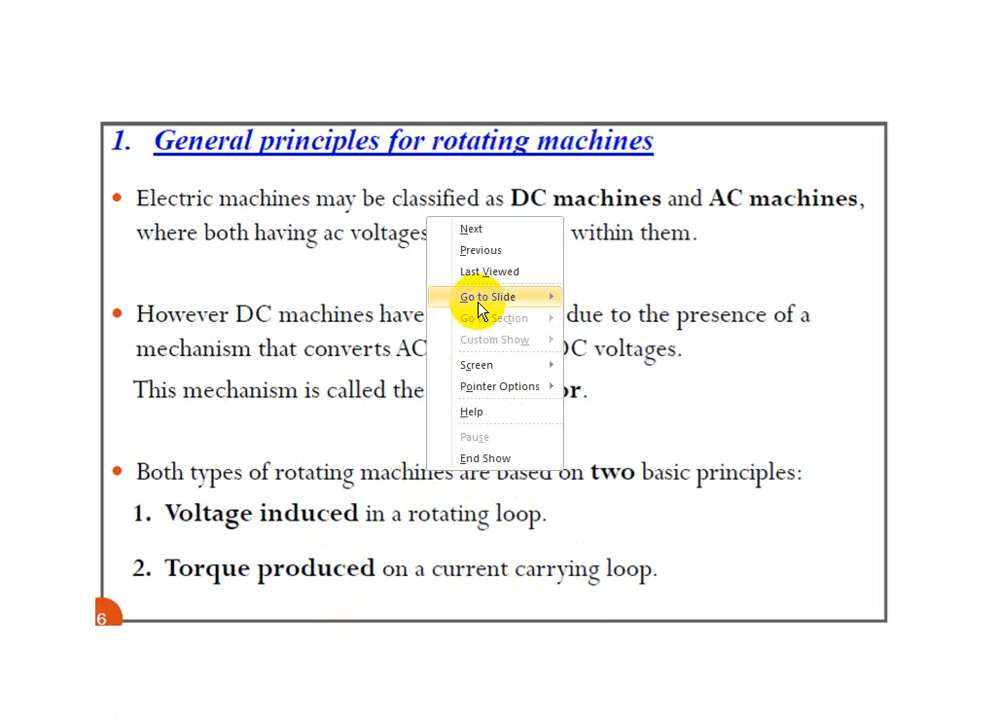 1. General principles for rotating machines
Electric machines may be classified as DC machines and AC machines,
where both having ac voltages within them.
However DC machines have due to the presence of a
mechanism that converts AC DC voltages.
This mechanism is called the or.
Both types of rotating machines are based on two basic principles:
1. Voltage induced in a rotating loop.
2. Torque produced on a current carrying loop.
6
Next
Previous
Last Viewed
Go to Slide
Go to Section
Custom Show
Screen
Pointer Options
Help
Pause
End Show